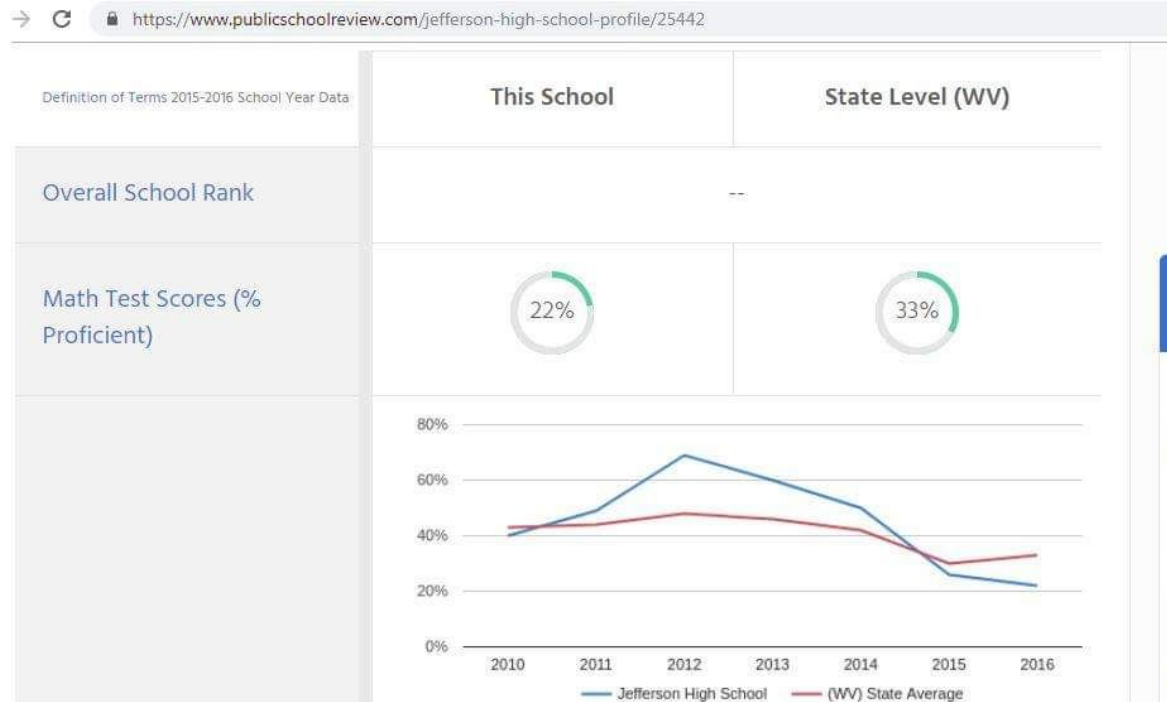 https://www.publicschoolreview.com/jefferson-high-school-profile/25442
Definition of Terms 2015-2016 School Year Data
This School
State Level (WV)
Overall School Rank
--
Math Test Scores (%
Proficient)
22%
33%
80%
60%
40%
20%
0%
2010 2011 2012 2013 2014 2015 2016
Jefferson High School (WV) State Average